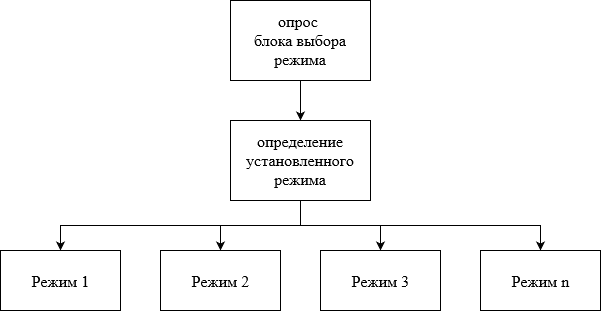 опрос
блока выбора
режима
определение
установленного
режима
Режим 1
Режим 2
Режим 3
Режим n